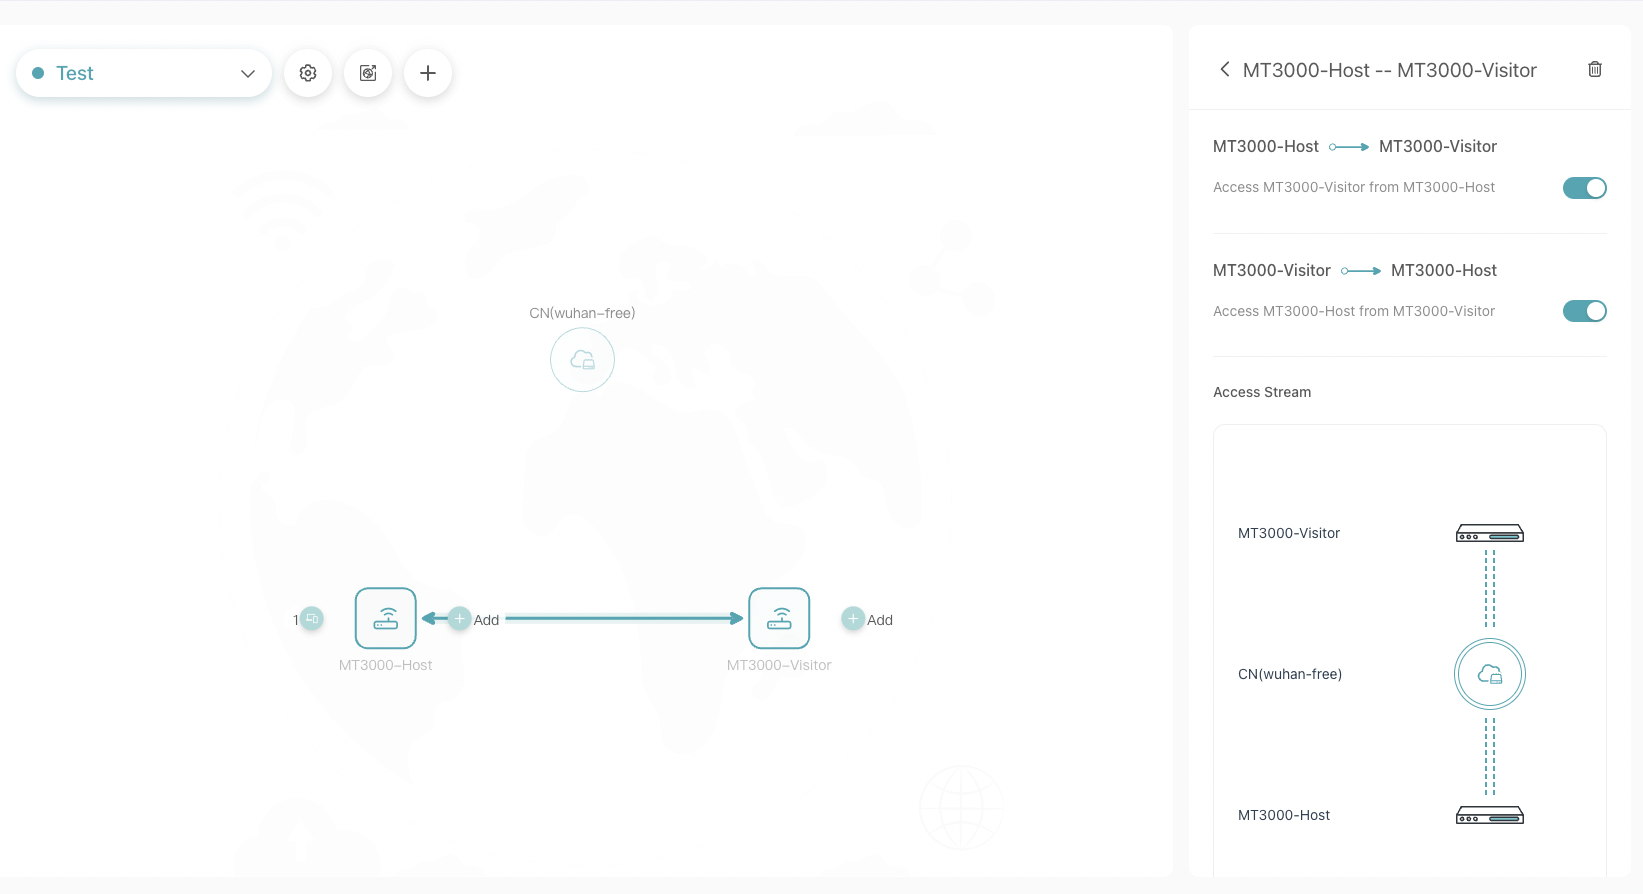 Test
CN(wuhan-free)
1
Add
Add
MT3000-Host
MT3000-Visitor
MT3000-Host -- MT3000-Visitor
MT3000-Host MT3000-Visitor
Access MT3000-Visitor from MT3000-Host
MT3000-Visitor MT3000-Host
Access MT3000-Host from MT3000-Visitor
Access Stream
MT3000-Visitor
CN(wuhan-free)
MT3000-Host